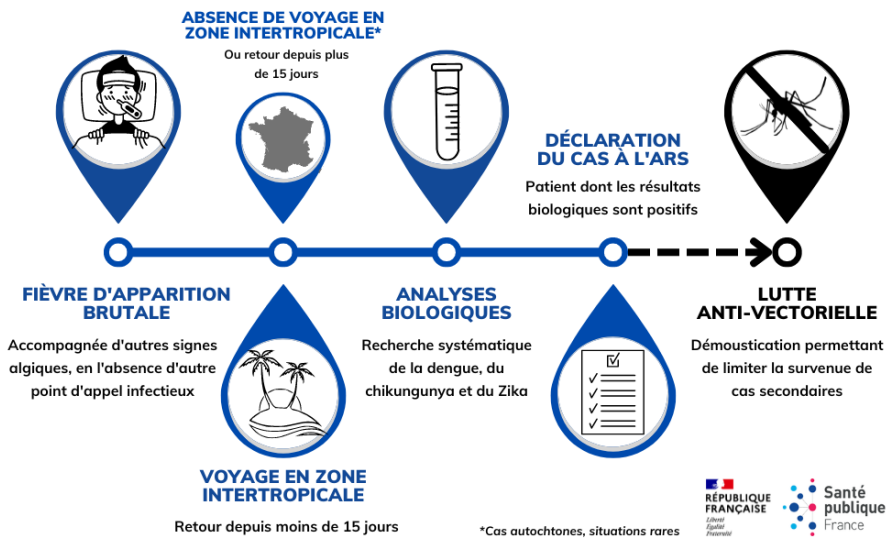 ABSENCE DE VOYAGE EN
ZONE INTERTROPICALE*
Ou retour depuis plus
de 15 jours
DÉCLARATION
DU CAS À L'ARS
Patient dont les résultats
biologiques sont positifs
FIÈVRE D'APPARITION
BRUTALE
Accompagnée d'autres signes
algiques, en l'absence d'autre
point d'appel infectieux
ANALYSES
BIOLOGIQUES
Recherche systématique
de la dengue, du
chikungunya et du Zika
LUTTE
ANTI-VECTORIELLE
Démoustication permettant
de limiter la survenue de
cas secondaires
VOYAGE EN ZONE
INTERTROPICALE
Retour depuis moins de 15 jours
*Cas autochtones, situations rares
RÉPUBLIQUE
FRANÇAISE
Liberté
Égalité
Fraternité
Santé
publique
France